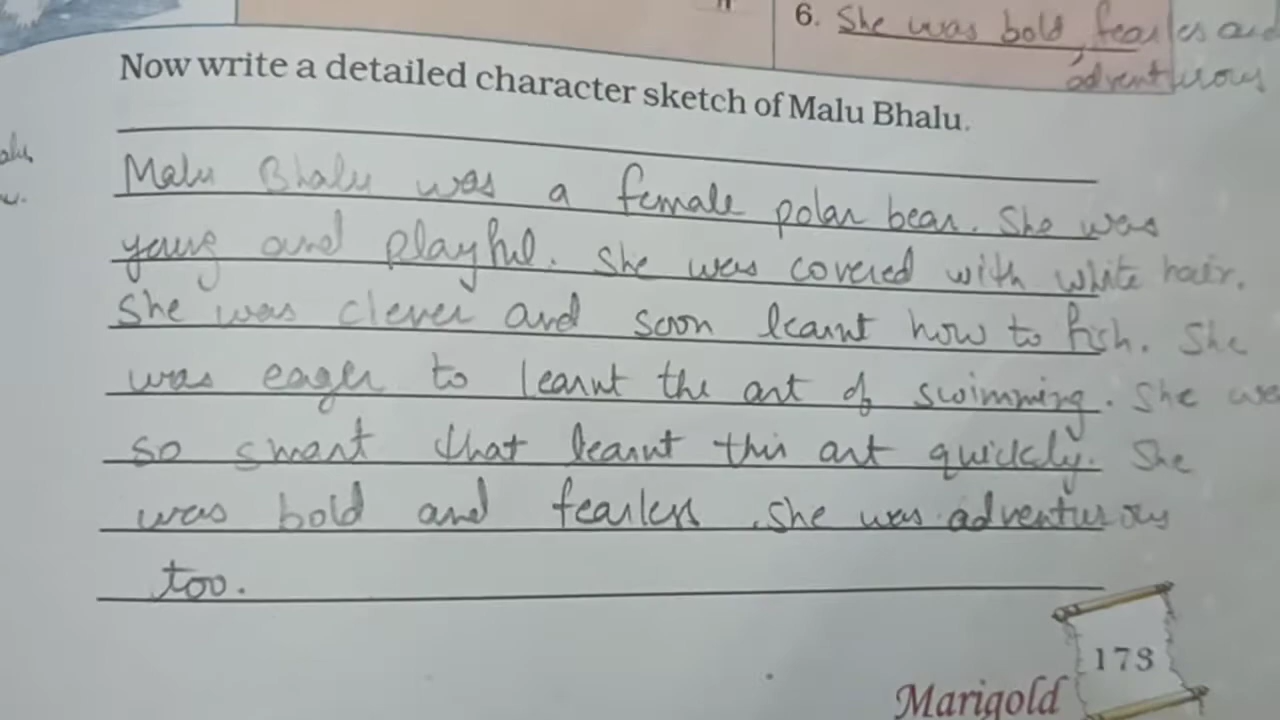 6. She was bold, fearles and
adventurous
Now write a detailed character sketch of Malu Bhalu.
Malu Bhalu was a female polar bear. She was
young and playful. She was covered with white hair.
She was clever and soon learnt how to fish. She
was eager to learnt the art of swimming. She was
so smart that learnt this art quickly. She
was bold and fearless. She was adventurous
too.
173
Marigold